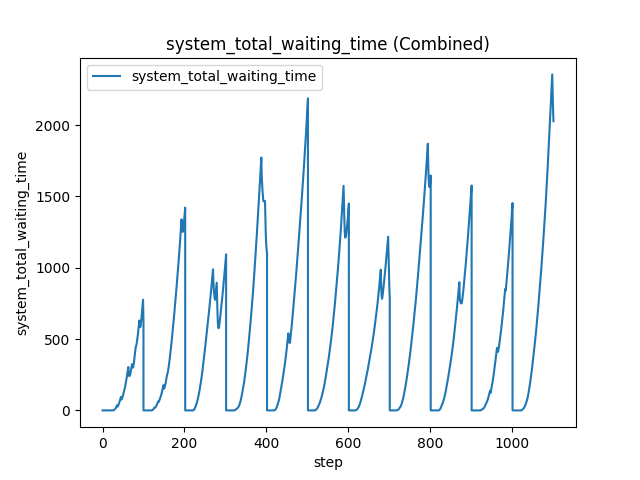 system_total_waiting_time (Combined)
system_total_waiting_time
system_total_waiting_time
2000
1500
1000
500
0
0 200 400 600 800 1000
step